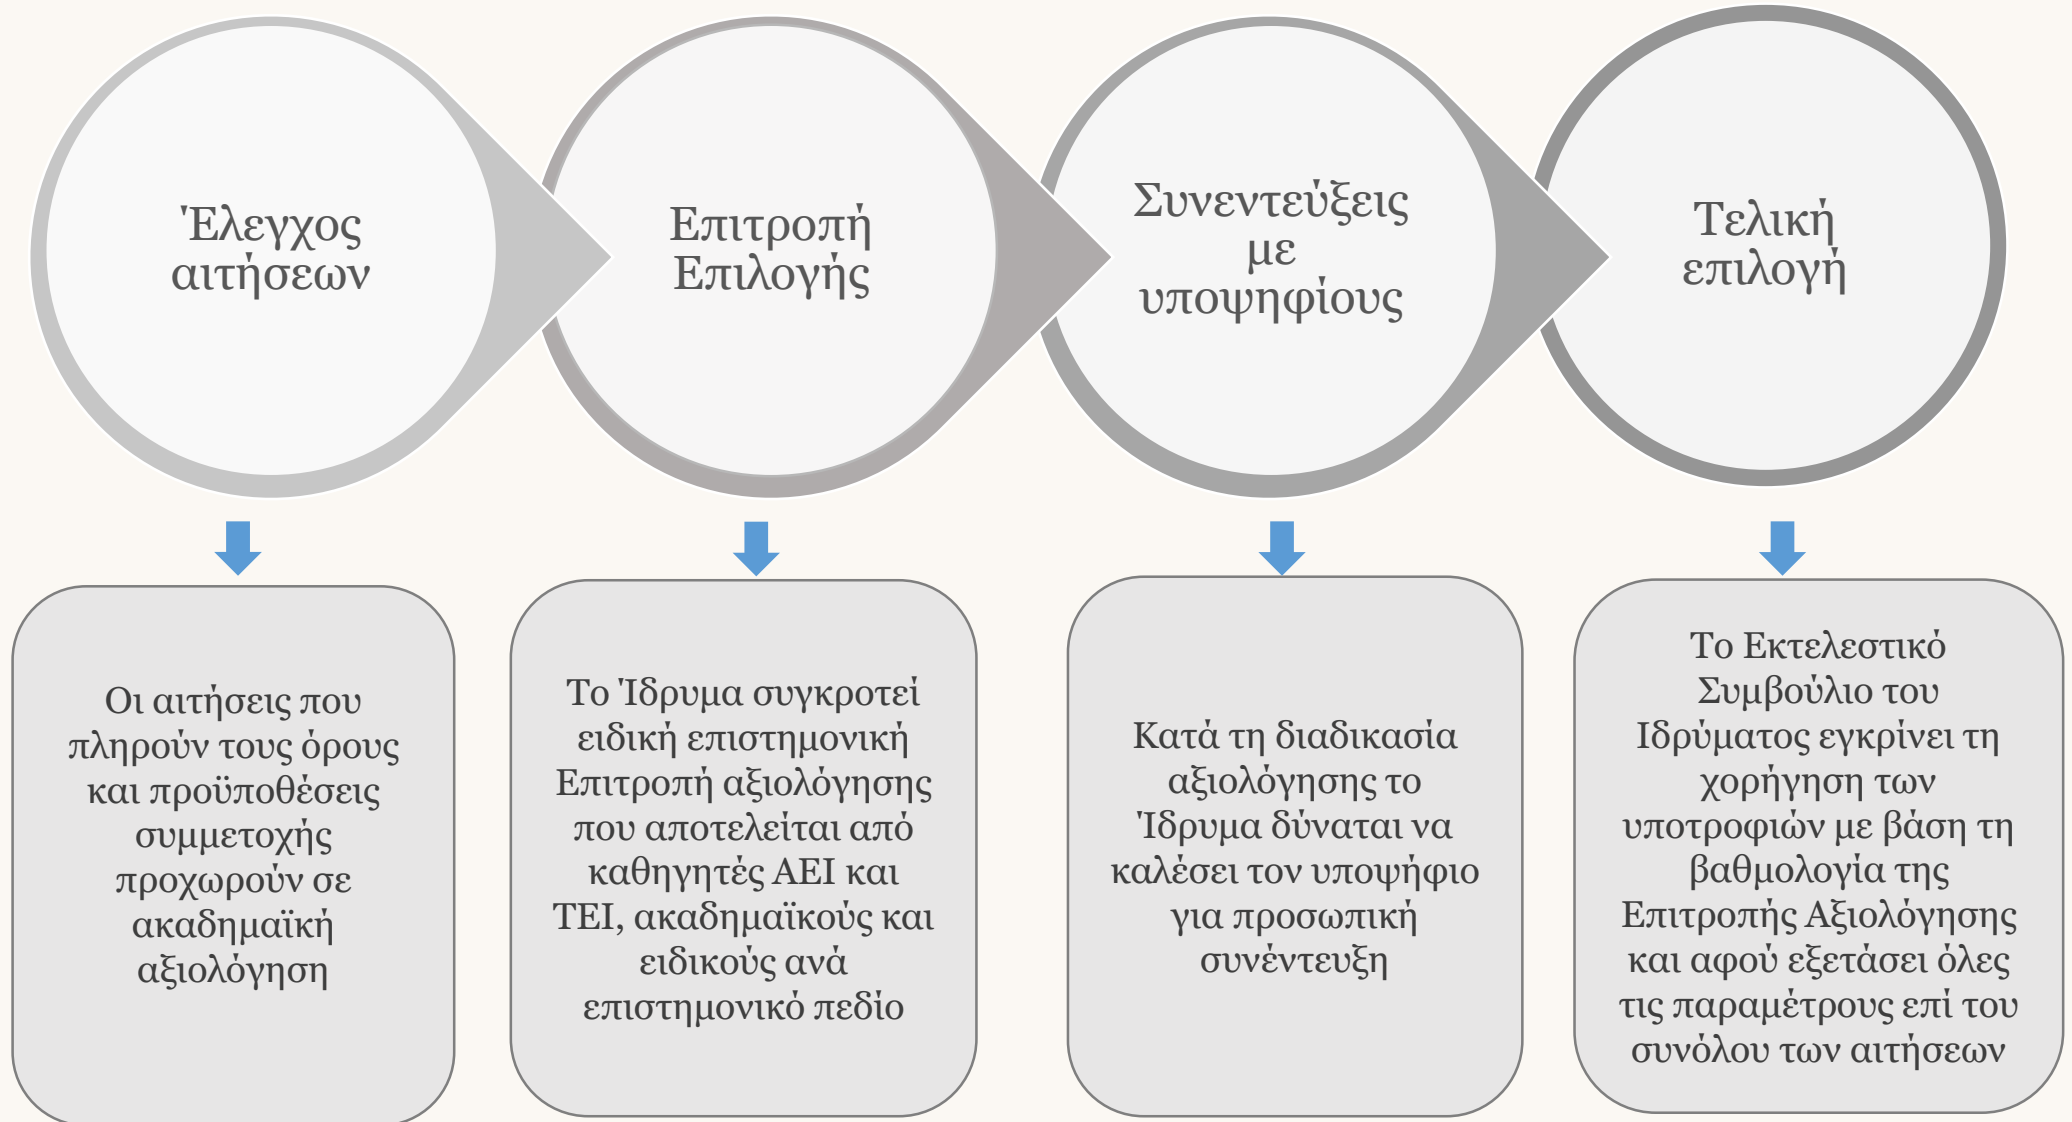 Έλεγχος
αιτήσεων
Επιτροπή
Επιλογής
Συνεντεύξεις
με
υποψηφίους
Τελική
επιλογή
Οι αιτήσεις που
πληρούν τους όρους
και προϋποθέσεις
συμμετοχής
προχωρούν σε
ακαδημαϊκή
αξιολόγηση
Το Ίδρυμα συγκροτεί
ειδική επιστημονική
Επιτροπή αξιολόγησης
που αποτελείται από
καθηγητές ΑΕΙ και
ΤΕΙ, ακαδημαϊκούς και
ειδικούς ανά
επιστημονικό πεδίο
Κατά τη διαδικασία
αξιολόγησης το
Ίδρυμα δύναται να
καλέσει τον υποψήφιο
για προσωπική
συνέντευξη
Το Εκτελεστικό
Συμβούλιο του
Ιδρύματος εγκρίνει τη
χορήγηση των
υποτροφιών με βάση τη
βαθμολογία της
Επιτροπής Αξιολόγησης
και αφού εξετάσει όλες
τις παραμέτρους επί του
συνόλου των αιτήσεων